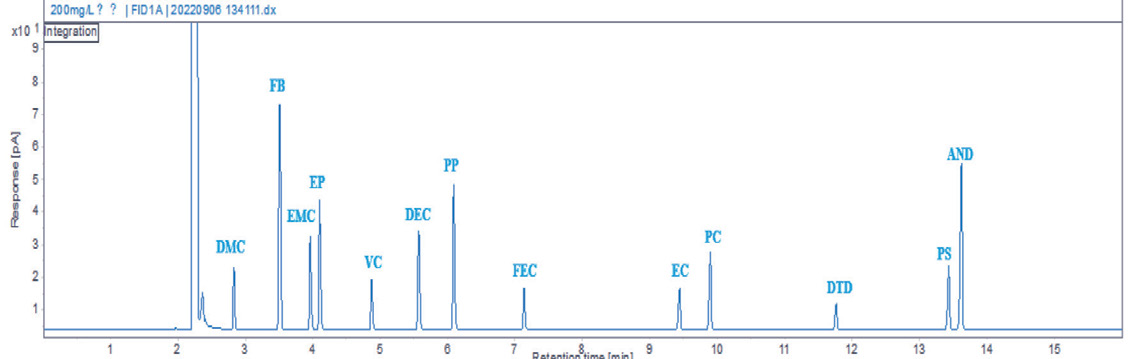 200mg/L ? ? | FID1A | 20220906 134111.dx
x10 1
Integration
9
8
7
6
5
4
3
2
1
Response [pA]
DMC
FB
EMC
EP
VC
DEC
PP
FEC
EC
PC
DTD
PS
AND
1 2 3 4 5 6 7 8 9 10 11 12 13 14 15
Retention time [min]